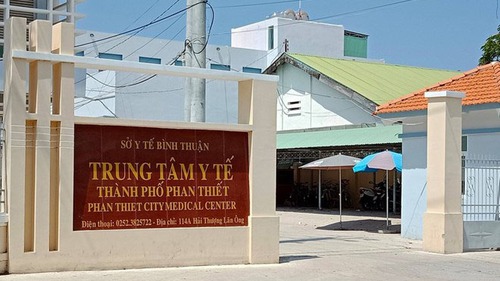 SỞ Y TẾ BÌNH THUẬN
TRUNG TÂM Y TẾ
THÀNH PHỐ PHAN THIẾT
PHAN THIET CITY MEDICAL CENTER
Điện thoại: 0252.3825722 - Địa chỉ: 114A Hải Thượng Lãn Ông